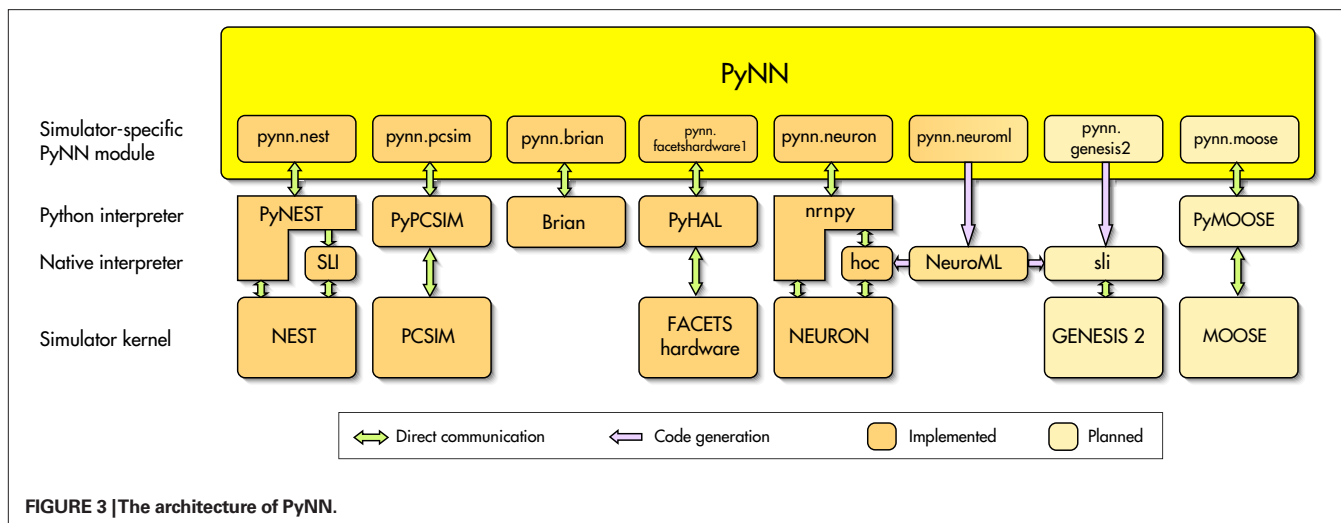 PyNN
Simulator-specific
PyNN module
pynn.nest
pynn.pcsim
pynn.brian
pynn.
facetshardware1
pynn.neuron
pynn.neuroml
pynn.
genesis2
pynn.moose
Python interpreter
PyNEST
PyPCSIM
Brian
PyHAL
nrnpy
PyMOOSE
Native interpreter
SLI
hoc
NeuroML
sli
Simulator kernel
NEST
PCSIM
FACETS
hardware
NEURON
GENESIS 2
MOOSE
Direct communication
Code generation
Implemented
Planned
FIGURE 3 | The architecture of PyNN.